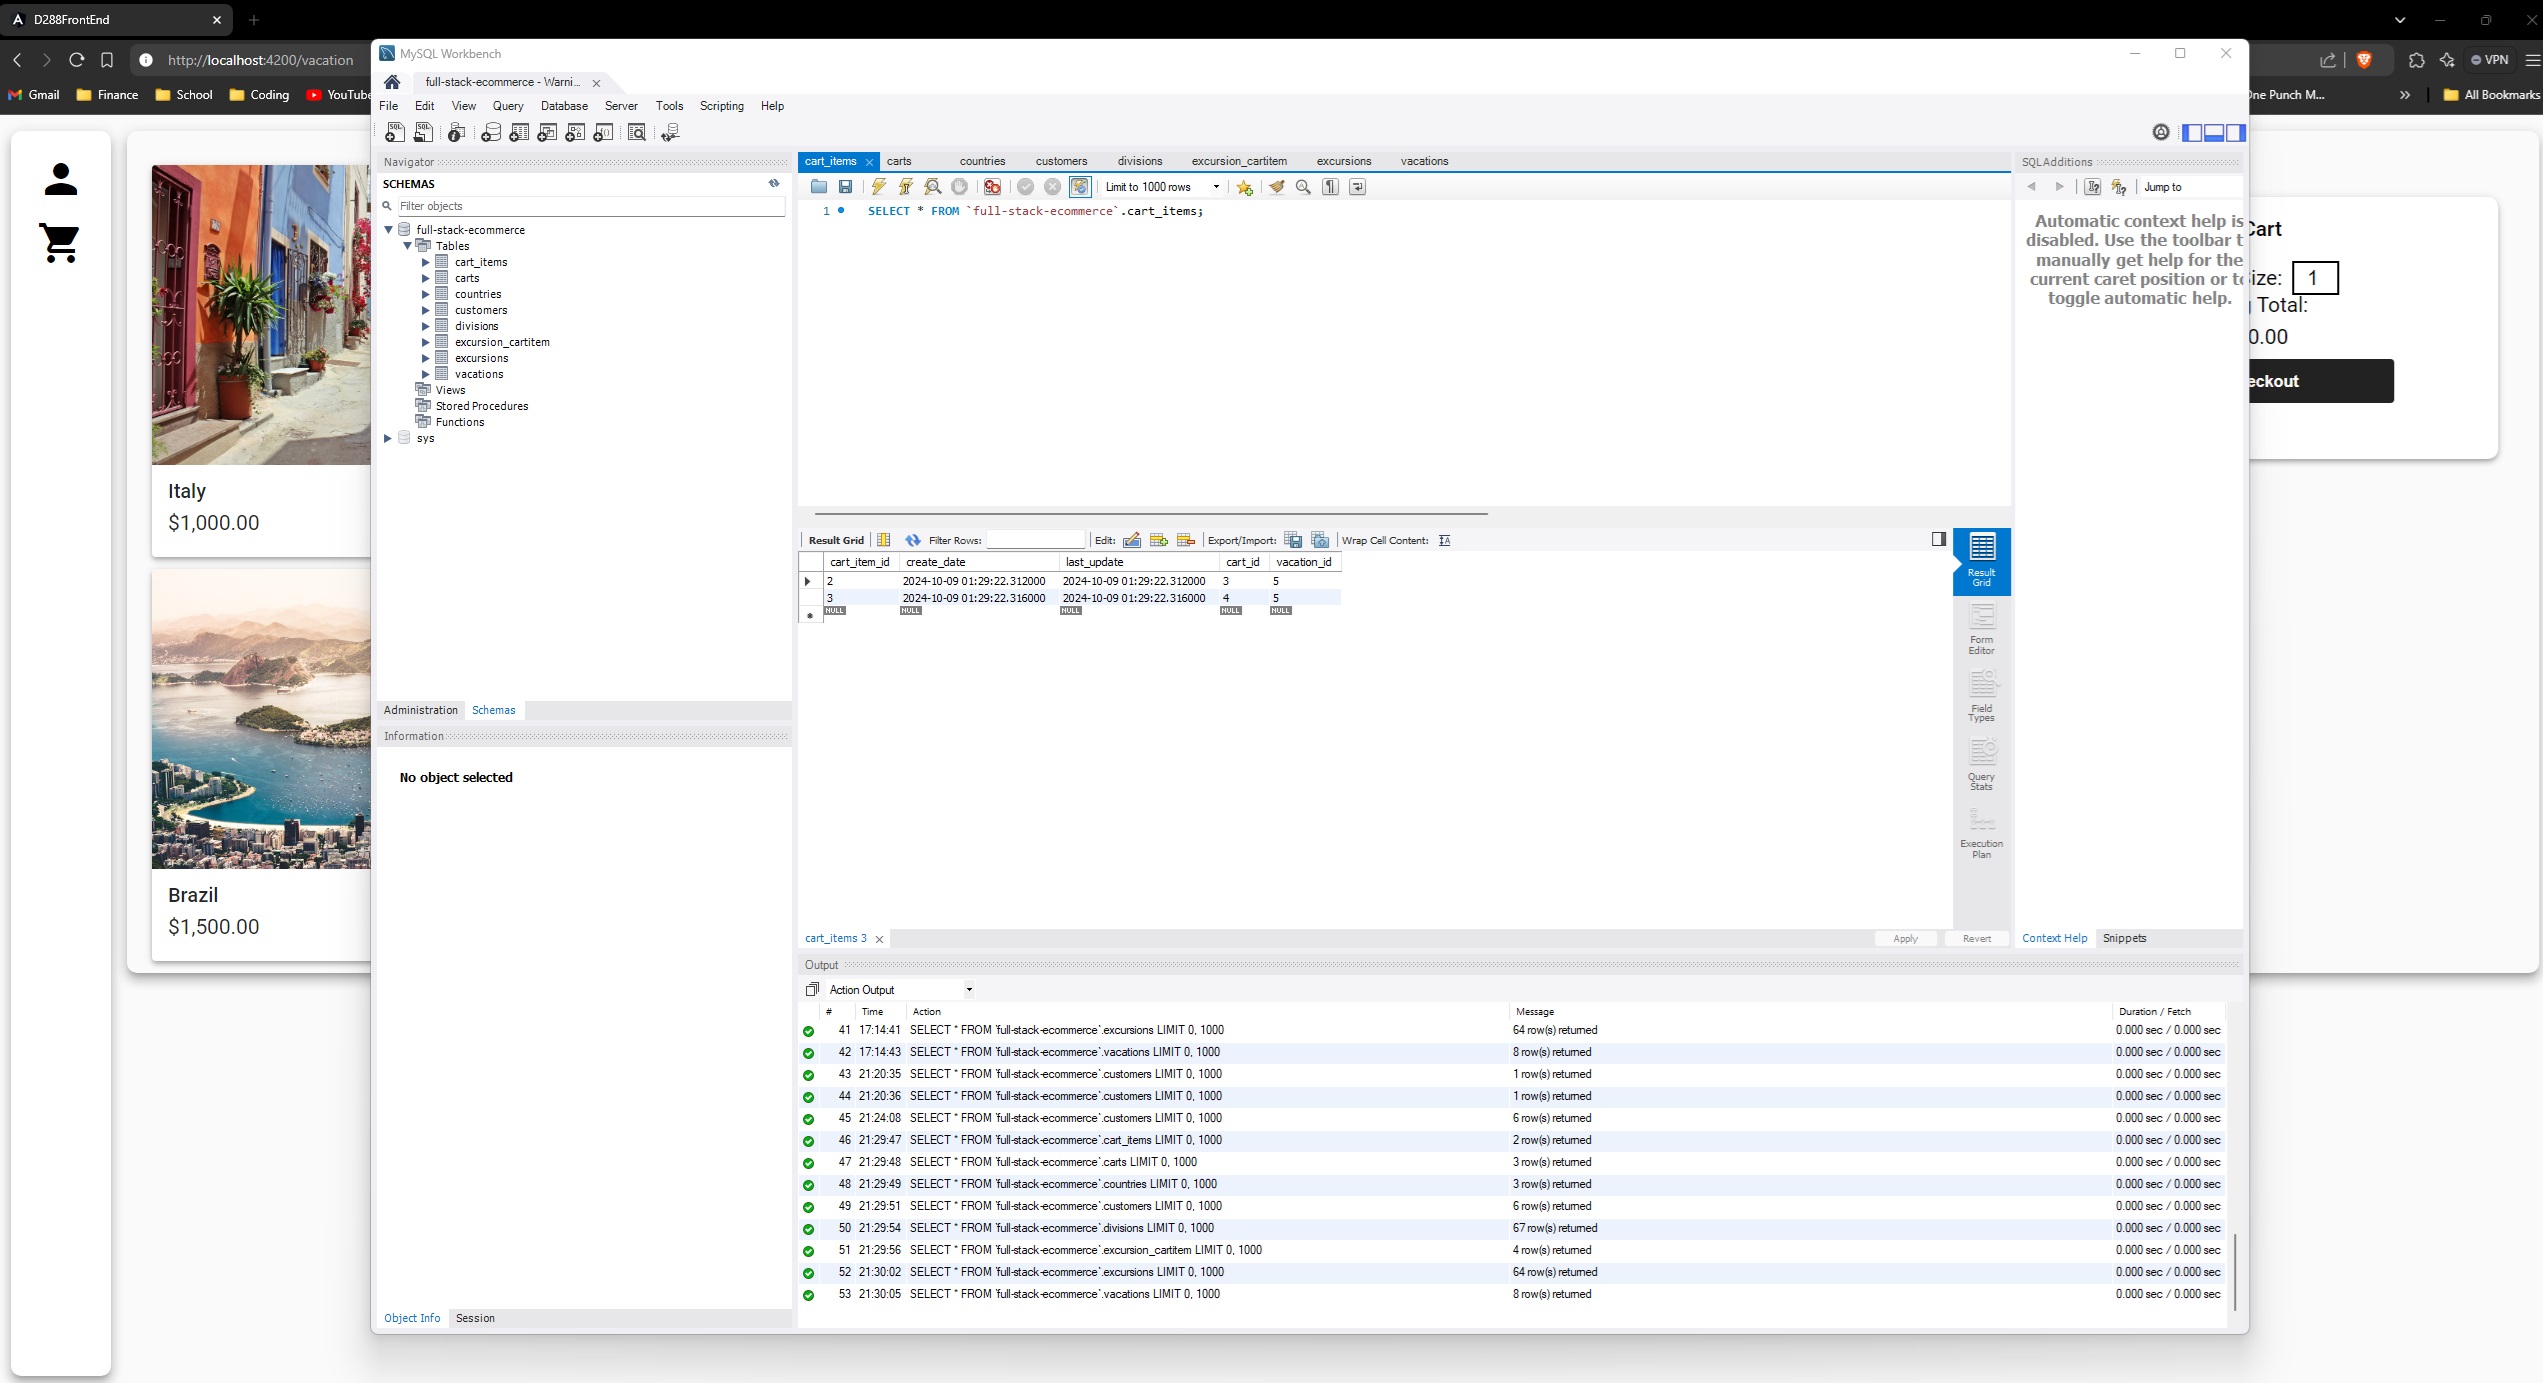 D288FrontEnd
http://localhost:4200/vacation
VPN
Gmail
Finance
School
Coding
YouTube
One Punch M...
All Bookmarks
Italy
$1,000.00
Brazil
$1,500.00
MySQL Workbench
full-stack-ecommerce - Warni...
File Edit View Query Database Server Tools Scripting Help
Navigator
SCHEMAS
Filter objects
full-stack-ecommerce
Tables
cart_items
carts
countries
customers
divisions
excursion_cartitem
excursions
vacations
Views
Stored Procedures
Functions
sys
Administration Schemas
Information
No object selected
Object Info Session
cart_items carts countries customers divisions excursion_cartitem excursions vacations
Limit to 1000 rows
1 SELECT * FROM `full-stack-ecommerce`.cart_items;
Result Grid Filter Rows: Edit: Export/Import: Wrap Cell Content:
cart_item_id create_date last_update cart_id vacation_id
2 2024-10-09 01:29:22.312000 2024-10-09 01:29:22.312000 3 5
3 2024-10-09 01:29:22.316000 2024-10-09 01:29:22.316000 4 5
NULL NULL NULL NULL NULL
Result
Grid
Form
Editor
Field
Types
Query
Stats
Execution
Plan
cart_items 3
Apply Revert
SQLAdditions
Jump to
Automatic context help is
disabled. Use the toolbar t
manually get help for the
current caret position or to
toggle automatic help.
Context Help Snippets
Cart
ize: 1
Total:
0.00
eckout
Output
Action Output
# Time Action Message Duration / Fetch
41 17:14:41 SELECT * FROM `full-stack-ecommerce`.excursions LIMIT 0, 1000 64 row(s) returned 0.000 sec / 0.000 sec
42 17:14:43 SELECT * FROM `full-stack-ecommerce`.vacations LIMIT 0, 1000 8 row(s) returned 0.000 sec / 0.000 sec
43 21:20:35 SELECT * FROM `full-stack-ecommerce`.customers LIMIT 0, 1000 1 row(s) returned 0.000 sec / 0.000 sec
44 21:20:36 SELECT * FROM `full-stack-ecommerce`.customers LIMIT 0, 1000 1 row(s) returned 0.000 sec / 0.000 sec
45 21:24:08 SELECT * FROM `full-stack-ecommerce`.customers LIMIT 0, 1000 6 row(s) returned 0.000 sec / 0.000 sec
46 21:29:47 SELECT * FROM `full-stack-ecommerce`.cart_items LIMIT 0, 1000 2 row(s) returned 0.000 sec / 0.000 sec
47 21:29:48 SELECT * FROM `full-stack-ecommerce`.carts LIMIT 0, 1000 3 row(s) returned 0.000 sec / 0.000 sec
48 21:29:49 SELECT * FROM `full-stack-ecommerce`.countries LIMIT 0, 1000 3 row(s) returned 0.000 sec / 0.000 sec
49 21:29:51 SELECT * FROM `full-stack-ecommerce`.customers LIMIT 0, 1000 6 row(s) returned 0.000 sec / 0.000 sec
50 21:29:54 SELECT * FROM `full-stack-ecommerce`.divisions LIMIT 0, 1000 67 row(s) returned 0.000 sec / 0.000 sec
51 21:29:56 SELECT * FROM `full-stack-ecommerce`.excursion_cartitem LIMIT 0, 1000 4 row(s) returned 0.000 sec / 0.000 sec
52 21:30:02 SELECT * FROM `full-stack-ecommerce`.excursions LIMIT 0, 1000 64 row(s) returned 0.000 sec / 0.000 sec
53 21:30:05 SELECT * FROM `full-stack-ecommerce`.vacations LIMIT 0, 1000 8 row(s) returned 0.000 sec / 0.000 sec